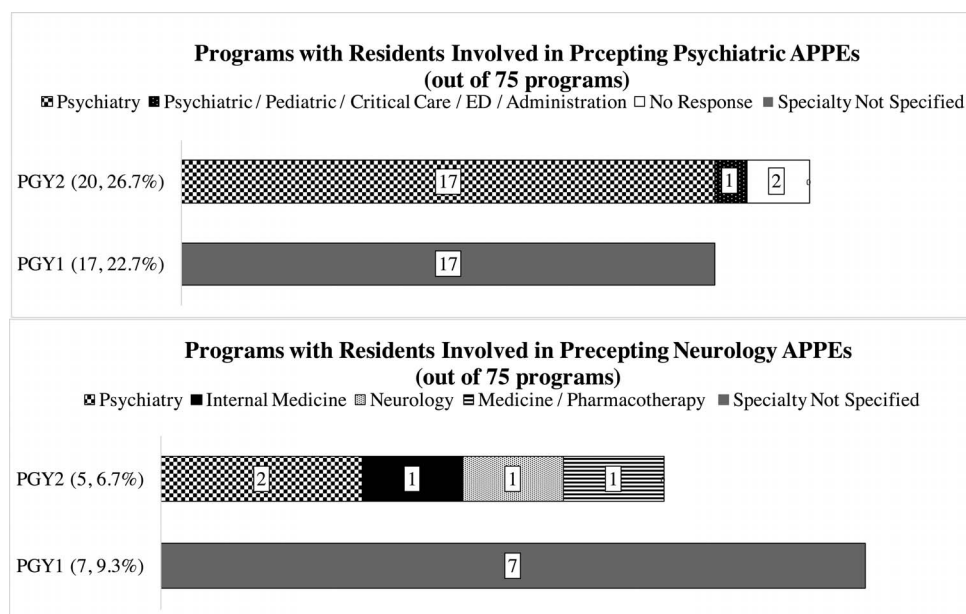 Programs with Residents Involved in Prcepting Psychiatric APPEs
(out of 75 programs)
Psychiatry Psychiatric / Pediatric / Critical Care / ED / Administration No Response Specialty Not Specified
PGY2 (20, 26.7%) 17 1 2 0
PGY1 (17, 22.7%) 17
Programs with Residents Involved in Precepting Neurology APPEs
(out of 75 programs)
Psychiatry Internal Medicine Neurology Medicine / Pharmacotherapy Specialty Not Specified
PGY2 (5, 6.7%) 2 1 1 1
PGY1 (7, 9.3%) 7